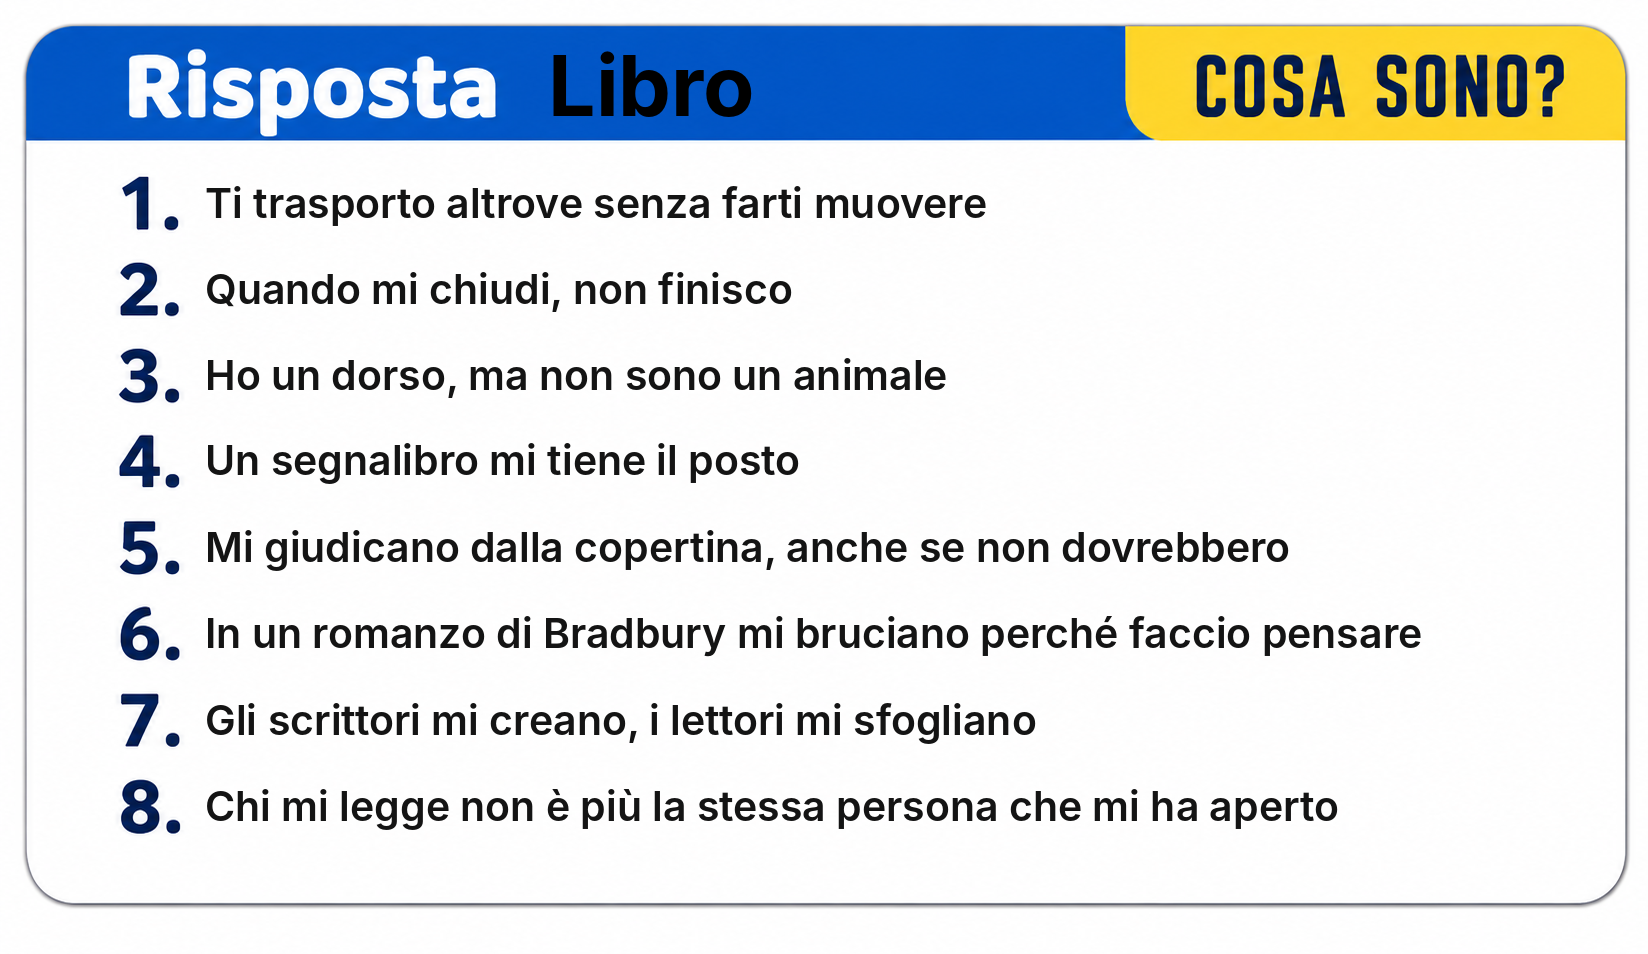 Risposta Libro COSA SONO?
1. Ti trasporto altrove senza farti muovere
2. Quando mi chiudi, non finisco
3. Ho un dorso, ma non sono un animale
4. Un segnalibro mi tiene il posto
5. Mi giudicano dalla copertina, anche se non dovrebbero
6. In un romanzo di Bradbury mi bruciano perché faccio pensare
7. Gli scrittori mi creano, i lettori mi sfogliano
8. Chi mi legge non è più la stessa persona che mi ha aperto